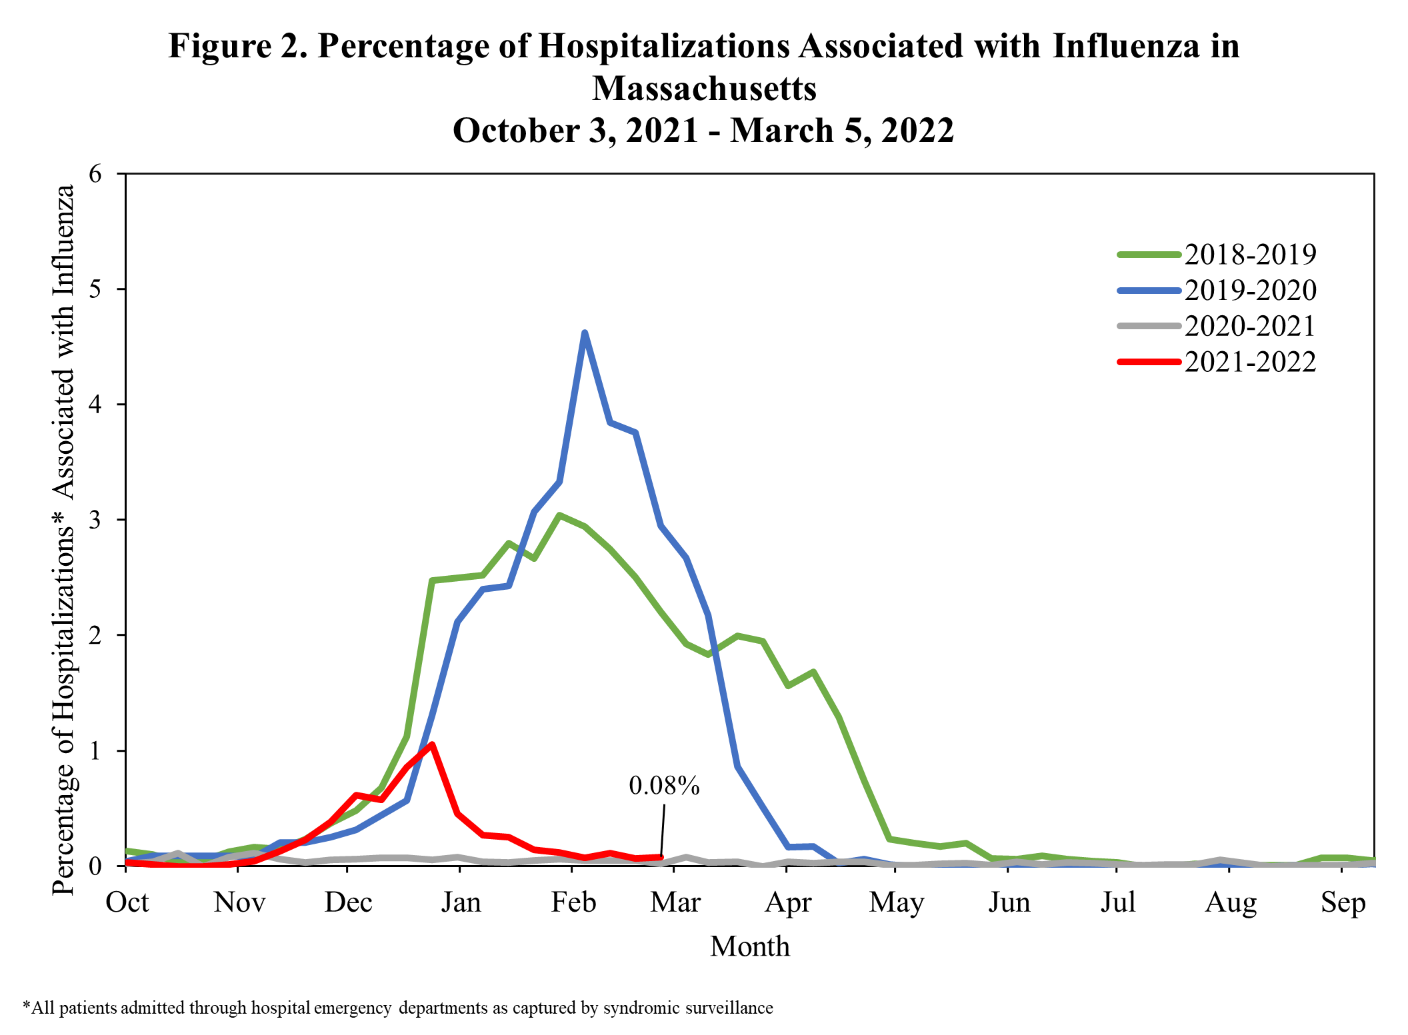 Figure 2. Percentage of Hospitalizations Associated with Influenza in
Massachusetts
October 3, 2021 - March 5, 2022
Percentage of Hospitalizations* Associated with Influenza
6
5
4
3
2
1
0
2018-2019
2019-2020
2020-2021
2021-2022
0.08%
Oct Nov Dec Jan Feb Mar Apr May Jun Jul Aug Sep
Month
*All patients admitted through hospital emergency departments as captured by syndromic surveillance